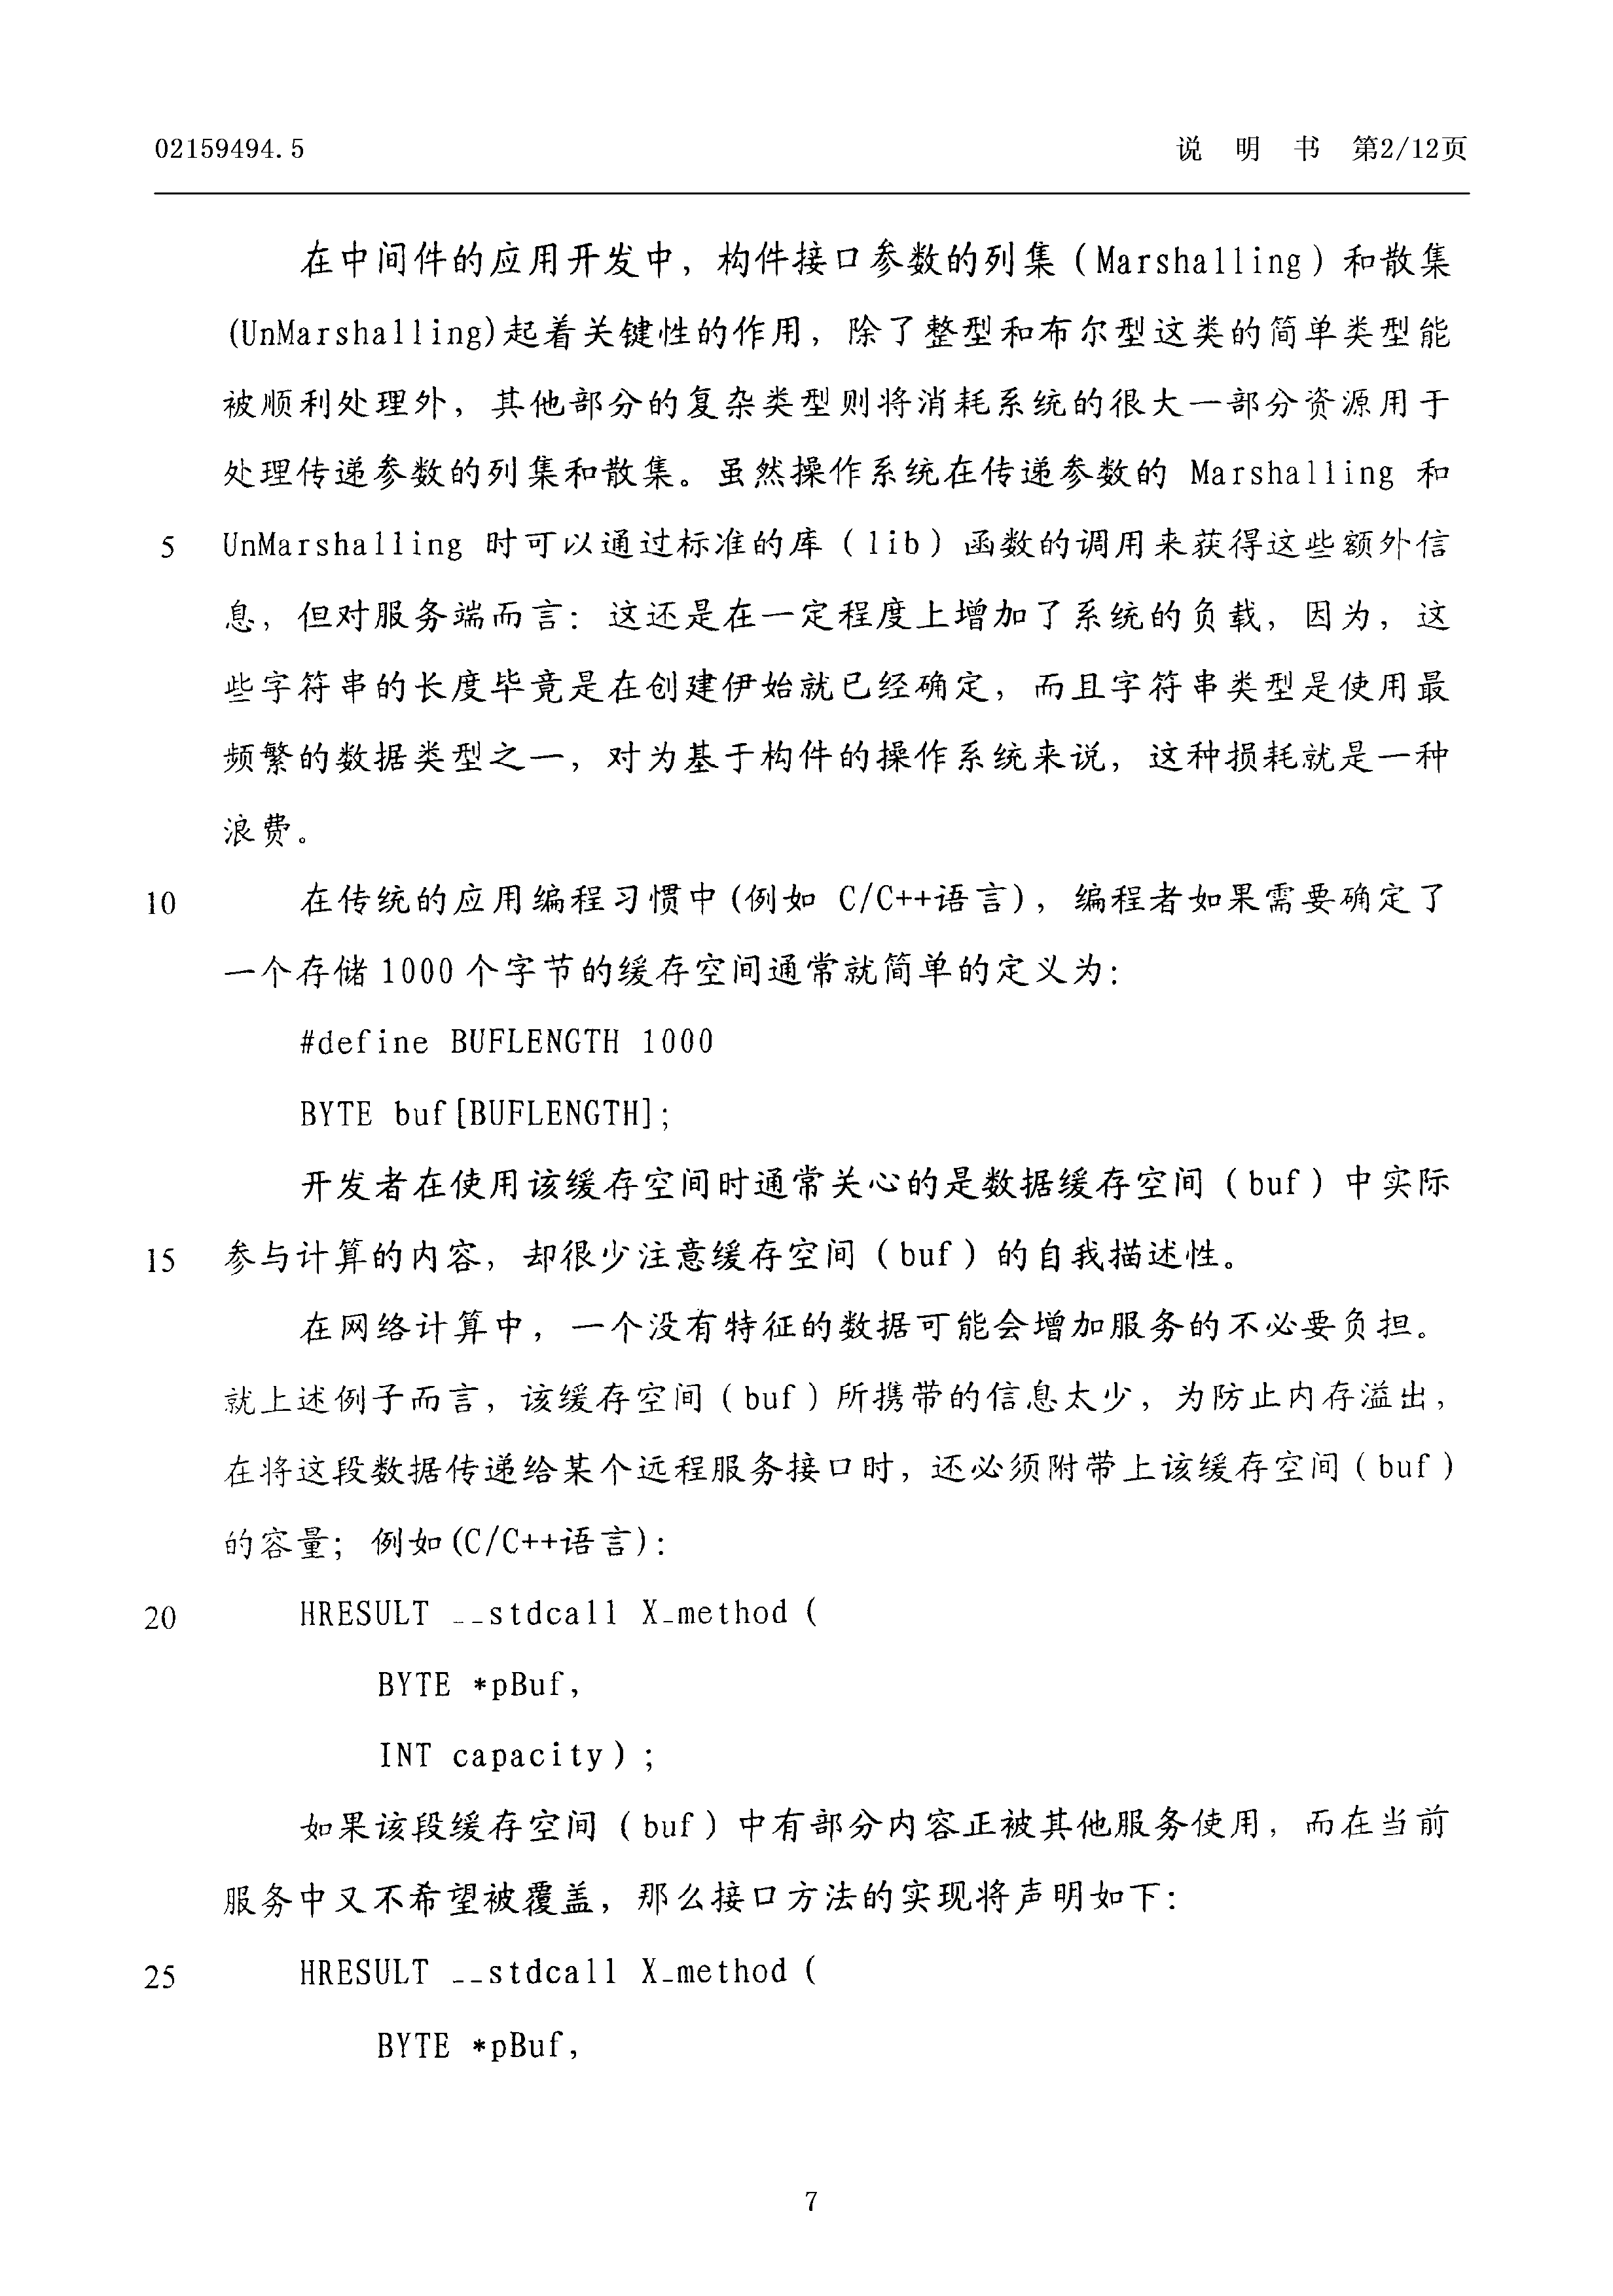 02159494.5 说 明 书 第2/12页
在中间件的应用开发中，构件接口参数的列集（Marshalling）和散集
(UnMarshalling)起着关键性的作用，除了整型和布尔型这类的简单类型能
被顺利处理外，其他部分的复杂类型则将消耗系统的很大一部分资源用于
处理传递参数的列集和散集。虽然操作系统在传递参数的 Marshalling 和
5 UnMarshalling 时可以通过标准的库（lib）函数的调用来获得这些额外信
息，但对服务端而言：这还是在一定程度上增加了系统的负载，因为，这
些字符串的长度毕竟是在创建伊始就已经确定，而且字符串类型是使用最
频繁的数据类型之一，对为基于构件的操作系统来说，这种损耗就是一种
浪费。
10 在传统的应用编程习惯中(例如 C/C++语言)，编程者如果需要确定了
一个存储 1000 个字节的缓存空间通常就简单的定义为：
#define BUFLENGTH 1000
BYTE buf[BUFLENGTH];
开发者在使用该缓存空间时通常关心的是数据缓存空间（buf）中实际
15 参与计算的内容，却很少注意缓存空间（buf）的自我描述性。
在网络计算中，一个没有特征的数据可能会增加服务的不必要负担。
就上述例子而言，该缓存空间（buf）所携带的信息太少，为防止内存溢出，
在将这段数据传递给某个远程服务接口时，还必须附带上该缓存空间（buf）
的容量；例如(C/C++语言)：
20 HRESULT __stdcall X_method (
BYTE *pBuf,
INT capacity);
如果该段缓存空间（buf）中有部分内容正被其他服务使用，而在当前
服务中又不希望被覆盖，那么接口方法的实现将声明如下：
25 HRESULT __stdcall X_method (
BYTE *pBuf,
7